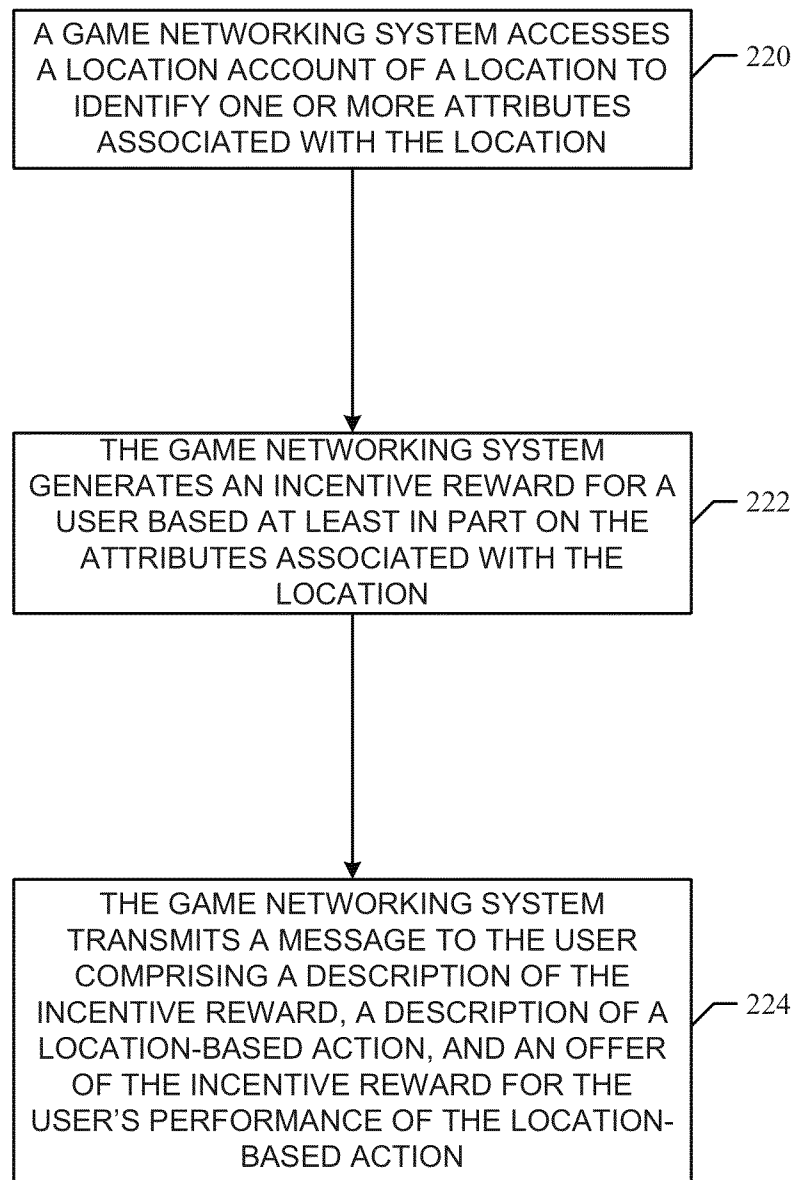 A GAME NETWORKING SYSTEM ACCESSES
A LOCATION ACCOUNT OF A LOCATION TO
IDENTIFY ONE OR MORE ATTRIBUTES
ASSOCIATED WITH THE LOCATION
220
THE GAME NETWORKING SYSTEM
GENERATES AN INCENTIVE REWARD FOR A
USER BASED AT LEAST IN PART ON THE
ATTRIBUTES ASSOCIATED WITH THE
LOCATION
222
THE GAME NETWORKING SYSTEM
TRANSMITS A MESSAGE TO THE USER
COMPRISING A DESCRIPTION OF THE
INCENTIVE REWARD, A DESCRIPTION OF A
LOCATION-BASED ACTION, AND AN OFFER
OF THE INCENTIVE REWARD FOR THE
USER'S PERFORMANCE OF THE LOCATION-
BASED ACTION
224